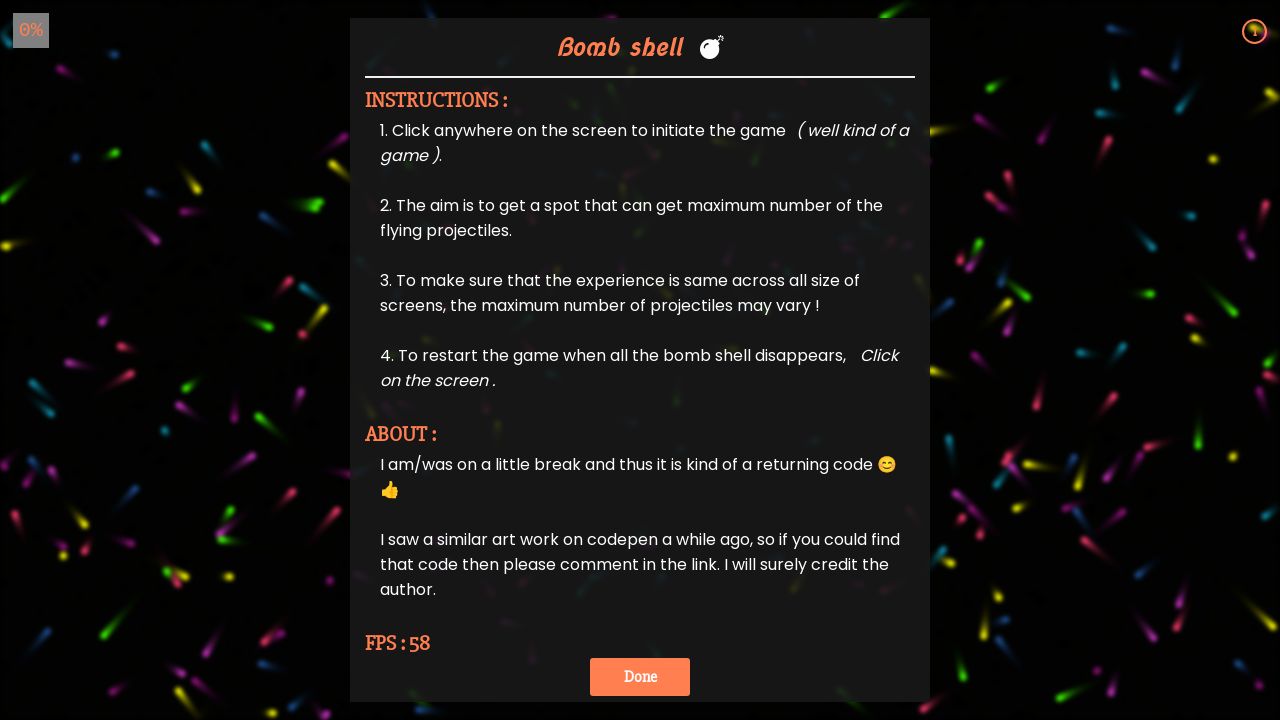 0%
Bomb shell 💣
1
INSTRUCTIONS :
1. Click anywhere on the screen to initiate the game ( well kind of a
game ).
2. The aim is to get a spot that can get maximum number of the
flying projectiles.
3. To make sure that the experience is same across all size of
screens, the maximum number of projectiles may vary !
4. To restart the game when all the bomb shell disappears, Click
on the screen .
ABOUT :
I am/was on a little break and thus it is kind of a returning code 😊
👍
I saw a similar art work on codepen a while ago, so if you could find
that code then please comment in the link. I will surely credit the
author.
FPS : 58
Done